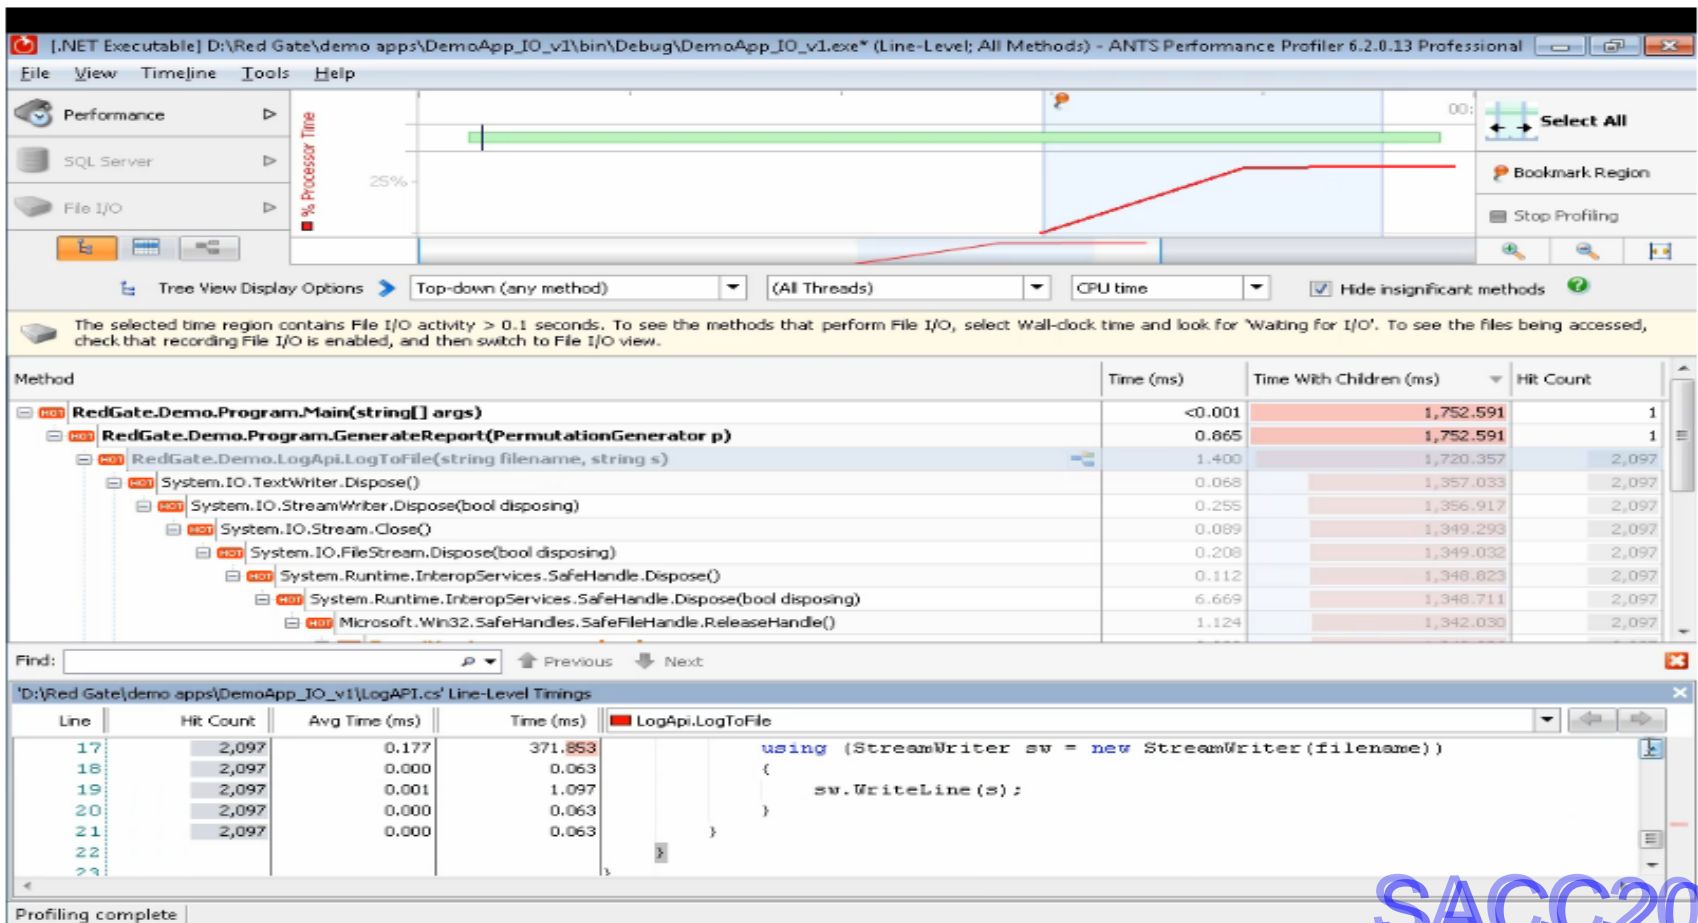 [.NET Executable] D:\Red Gate\demo apps\DemoApp_IO_v1\bin\Debug\DemoApp_IO_v1.exe* (Line-Level; All Methods) - ANTS Performance Profiler 6.2.0.13 Professional
File View Timeline Tools Help
Performance
SQL Server
File I/O
% Processor Time
25%
00:
Select All
Bookmark Region
Stop Profiling
Tree View Display Options Top-down (any method) (All Threads) CPU time Hide insignificant methods
The selected time region contains File I/O activity > 0.1 seconds. To see the methods that perform File I/O, select Wall-clock time and look for 'Waiting for I/O'. To see the files being accessed,
check that recording File I/O is enabled, and then switch to File I/O view.
Method Time (ms) Time With Children (ms) Hit Count
HOT RedGate.Demo.Program.Main(string[] args) <0.001 1,752.591 1
HOT RedGate.Demo.Program.GenerateReport(PermutationGenerator p) 0.865 1,752.591 1
HOT RedGate.Demo.LogApi.LogToFile(string filename, string s) 1.400 1,720.357 2,097
HOT System.IO.TextWriter.Dispose() 0.068 1,357.033 2,097
HOT System.IO.StreamWriter.Dispose(bool disposing) 0.255 1,356.917 2,097
HOT System.IO.Stream.Close() 0.089 1,349.293 2,097
HOT System.IO.FileStream.Dispose(bool disposing) 0.208 1,349.032 2,097
HOT System.Runtime.InteropServices.SafeHandle.Dispose() 0.112 1,348.823 2,097
HOT System.Runtime.InteropServices.SafeHandle.Dispose(bool disposing) 6.669 1,348.711 2,097
HOT Microsoft.Win32.SafeHandles.SafeFileHandle.ReleaseHandle() 1.124 1,342.030 2,097
Find: Previous Next
'D:\Red Gate\demo apps\DemoApp_IO_v1\LogAPI.cs' Line-Level Timings
Line Hit Count Avg Time (ms) Time (ms) LogApi.LogToFile
17 2,097 0.177 371.853 using (StreamWriter sw = new StreamWriter(filename))
18 2,097 0.000 0.063 {
19 2,097 0.001 1.097 sw.WriteLine(s);
20 2,097 0.000 0.063 }
21 2,097 0.000 0.063 }
22 }
23 }
Profiling complete
SACC20